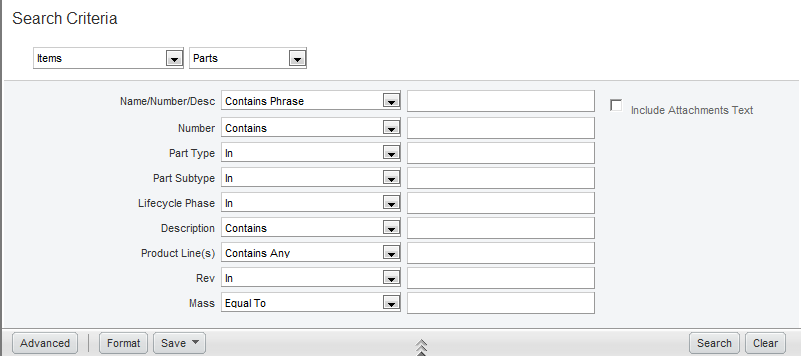 Search Criteria
Items Parts
Name/Number/Desc Contains Phrase Include Attachments Text
Number Contains
Part Type In
Part Subtype In
Lifecycle Phase In
Description Contains
Product Line(s) Contains Any
Rev In
Mass Equal To
Advanced Format Save Search Clear